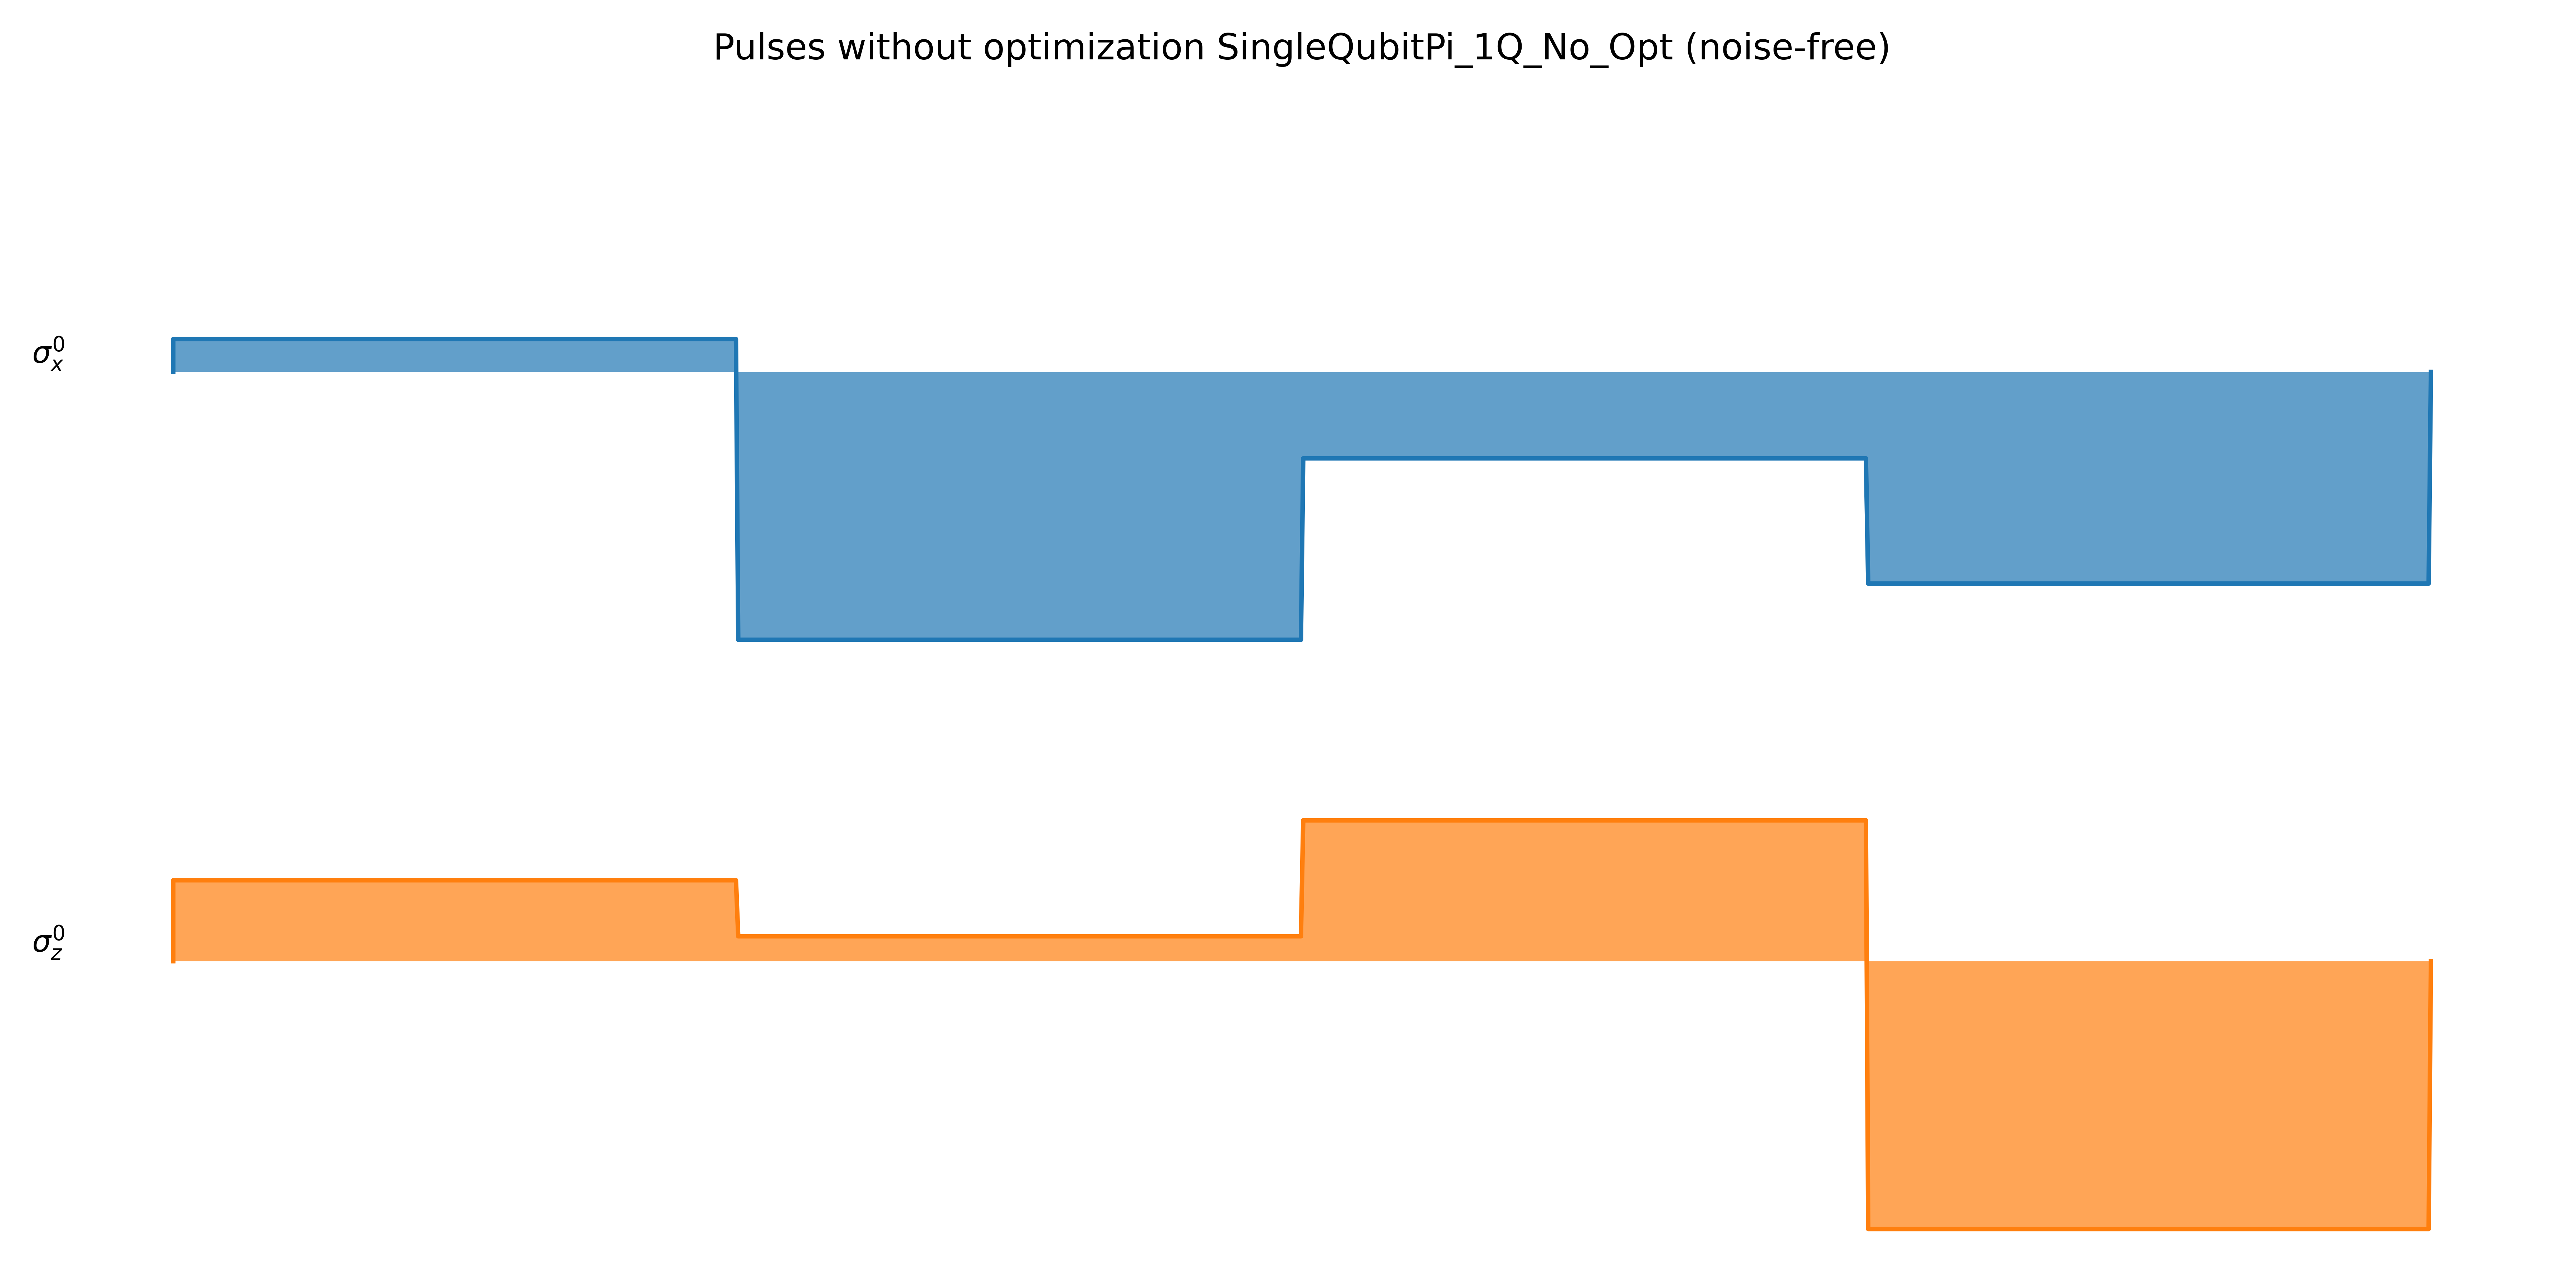 Pulses without optimization SingleQubitPi_1Q_No_Opt (noise-free)
σ_x^0
σ_z^0